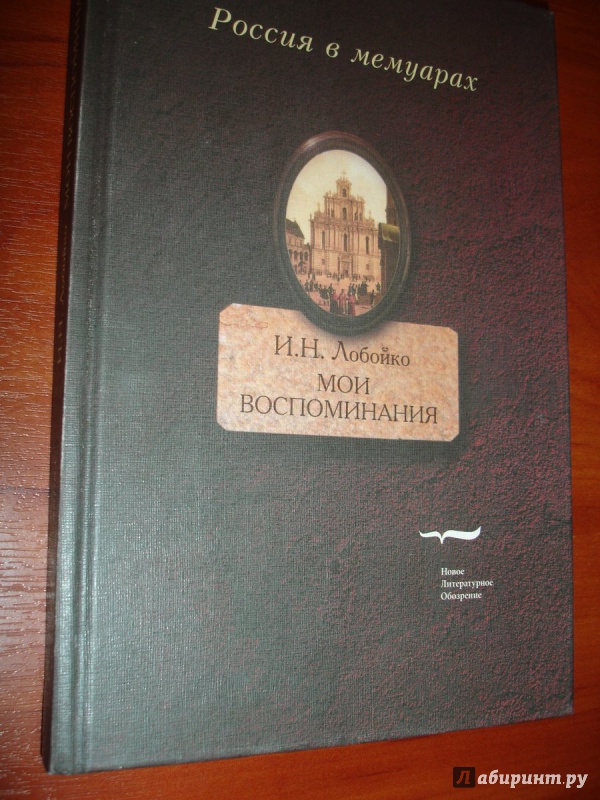 Россия в мемуарах
И.Н. Лобойко
МОИ
ВОСПОМИНАНИЯ
Новое
Литературное
Обозрение
Лабиринт.ру